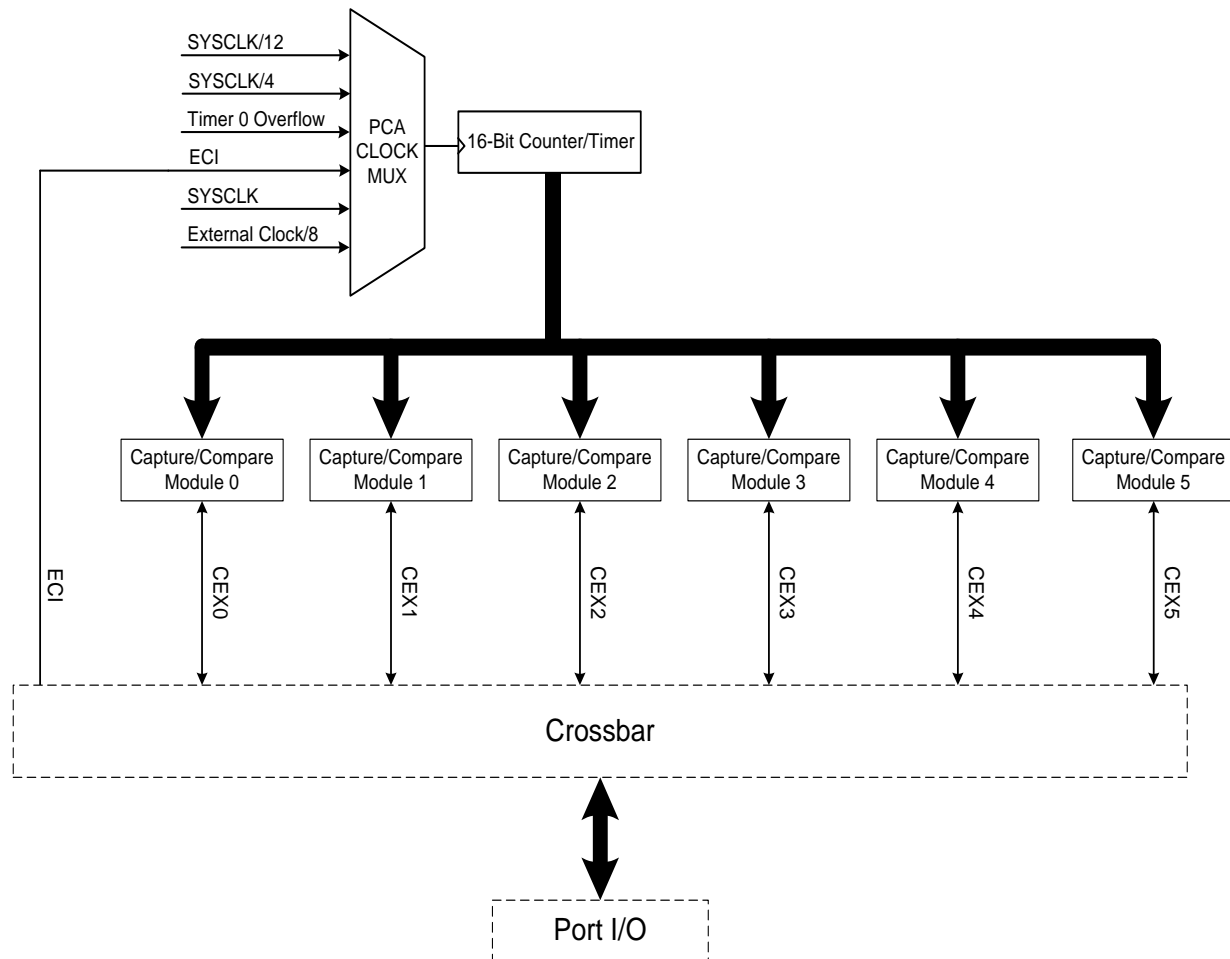 SYSCLK/12
SYSCLK/4
Timer 0 Overflow
ECI
SYSCLK
External Clock/8
PCA
CLOCK
MUX
16-Bit Counter/Timer
Capture/Compare
Module 0
Capture/Compare
Module 1
Capture/Compare
Module 2
Capture/Compare
Module 3
Capture/Compare
Module 4
Capture/Compare
Module 5
ECI
CEX0
CEX1
CEX2
CEX3
CEX4
CEX5
Crossbar
Port I/O